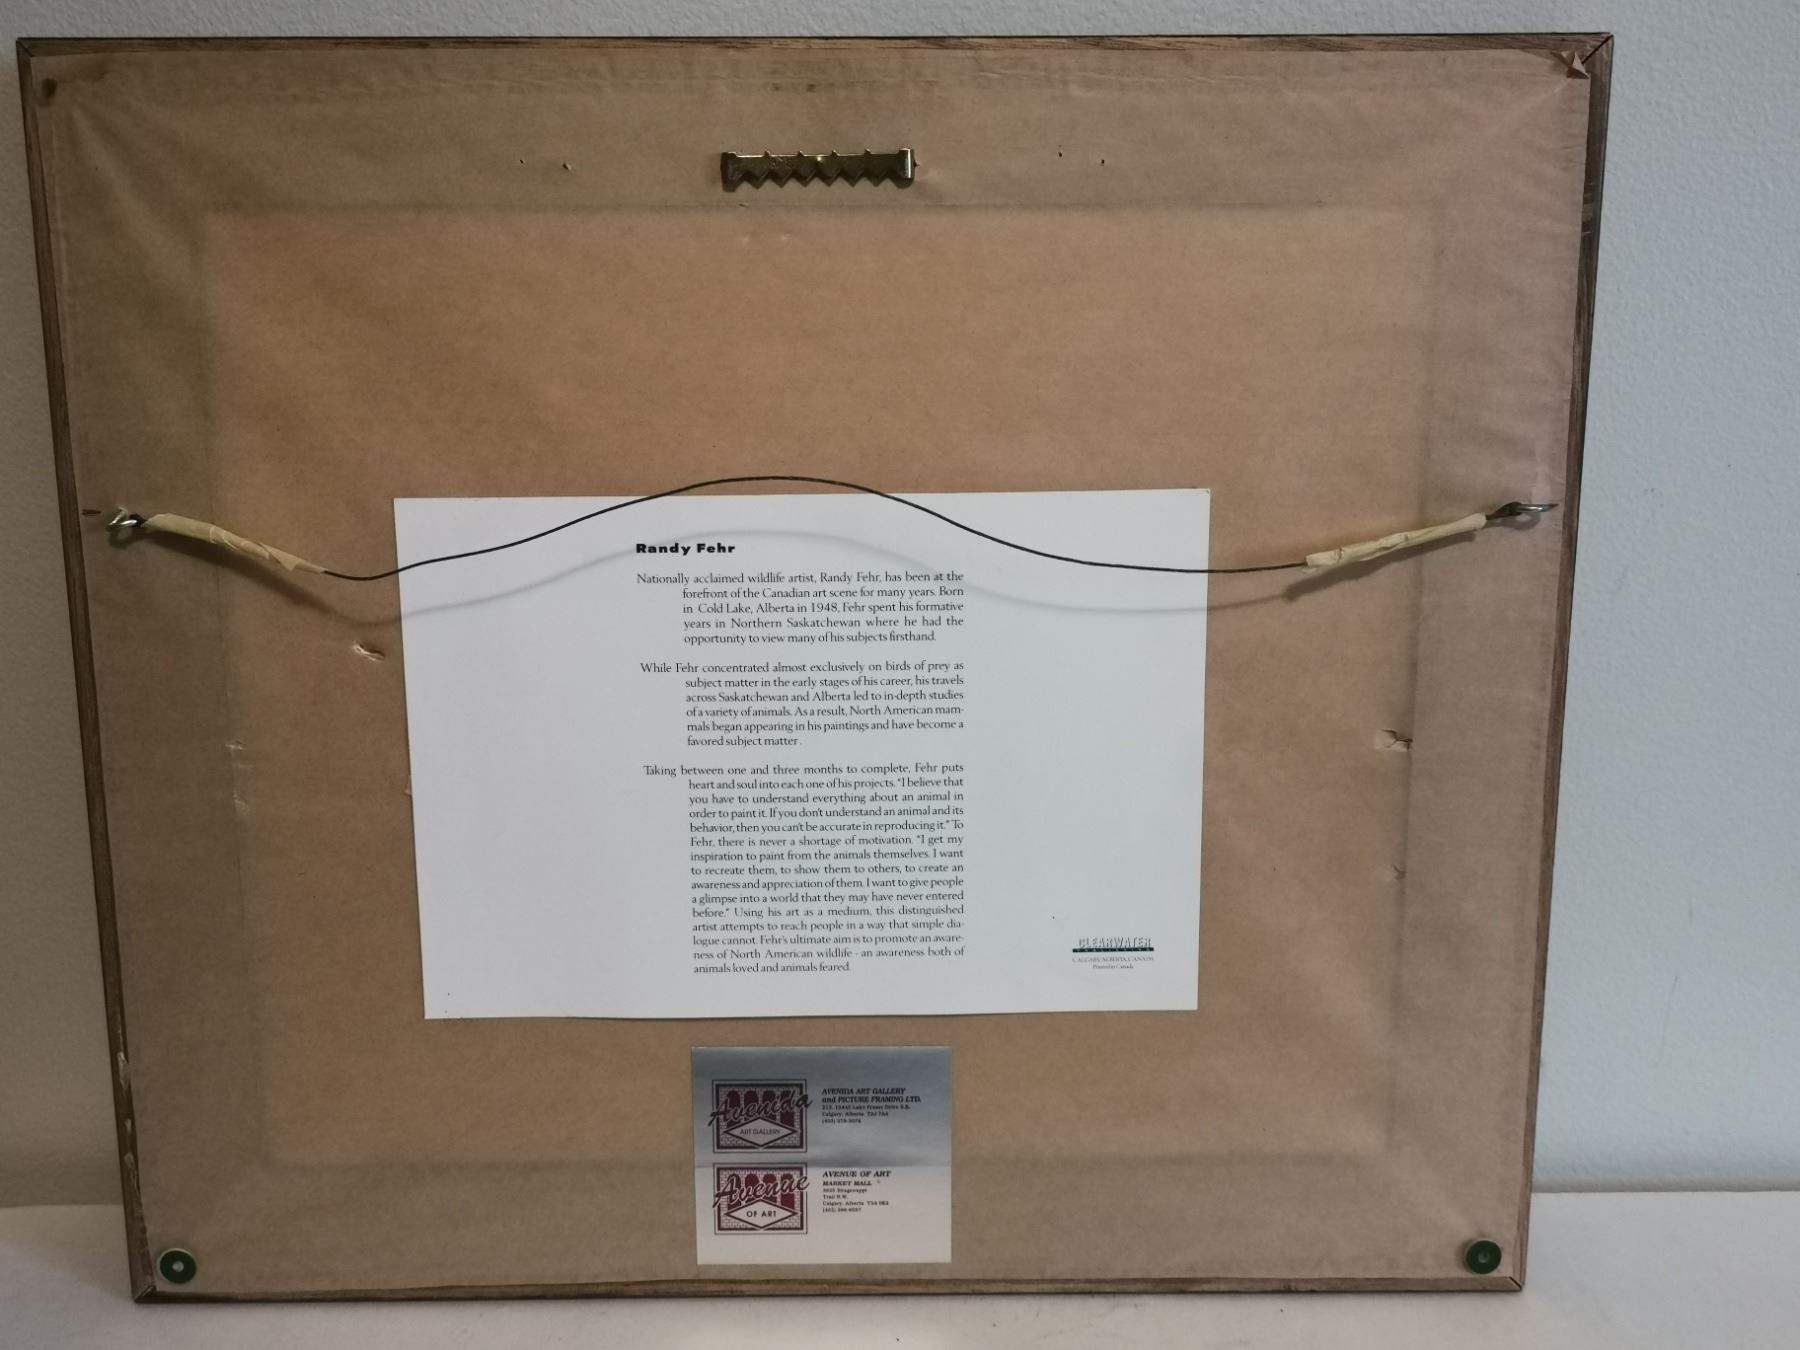 Randy Fehr
Nationally acclaimed wildlife artist, Randy Fehr, has been at the
forefront of the Canadian art scene for many years. Born
in Cold Lake, Alberta in 1948, Fehr spent his formative
years in Northern Saskatchewan where he had the
opportunity to view many of his subjects firsthand.
While Fehr concentrated almost exclusively on birds of prey as
subject matter in the early stages of his career, his travels
across Saskatchewan and Alberta led to in-depth studies
of a variety of animals. As a result, North American mam-
mals began appearing in his paintings and have become a
favored subject matter.
Taking between one and three months to complete, Fehr puts
heart and soul into each one of his projects. "I believe that
you have to understand everything about an animal in
order to paint it. If you don't understand an animal and its
behavior, then you can't be accurate in reproducing it." To
Fehr, there is never a shortage of motivation. "I get my
inspiration to paint from the animals themselves. I want
to recreate them, to show them to others, to create an
awareness and appreciation of them. I want to give people
a glimpse into a world that they may have never entered
before." Using his art as a medium, this distinguished
artist attempts to reach people in a way that simple dia-
logue cannot. Fehr's ultimate aim is to promote an aware-
ness of North American wildlife - an awareness both of
animals loved and animals feared.
CLEARWATER
PUBLISHING
CALGARY, ALBERTA, CANADA
Printed in Canada
Avenida
ART GALLERY
AVENIDA ART GALLERY
and PICTURE FRAMING LTD.
Lake Fraser Drive S.E.
Calgary, Alberta
Avenue
OF ART
AVENUE OF ART
MARKET MALL
Shaganappi
Trail N.W.
Calgary, Alberta